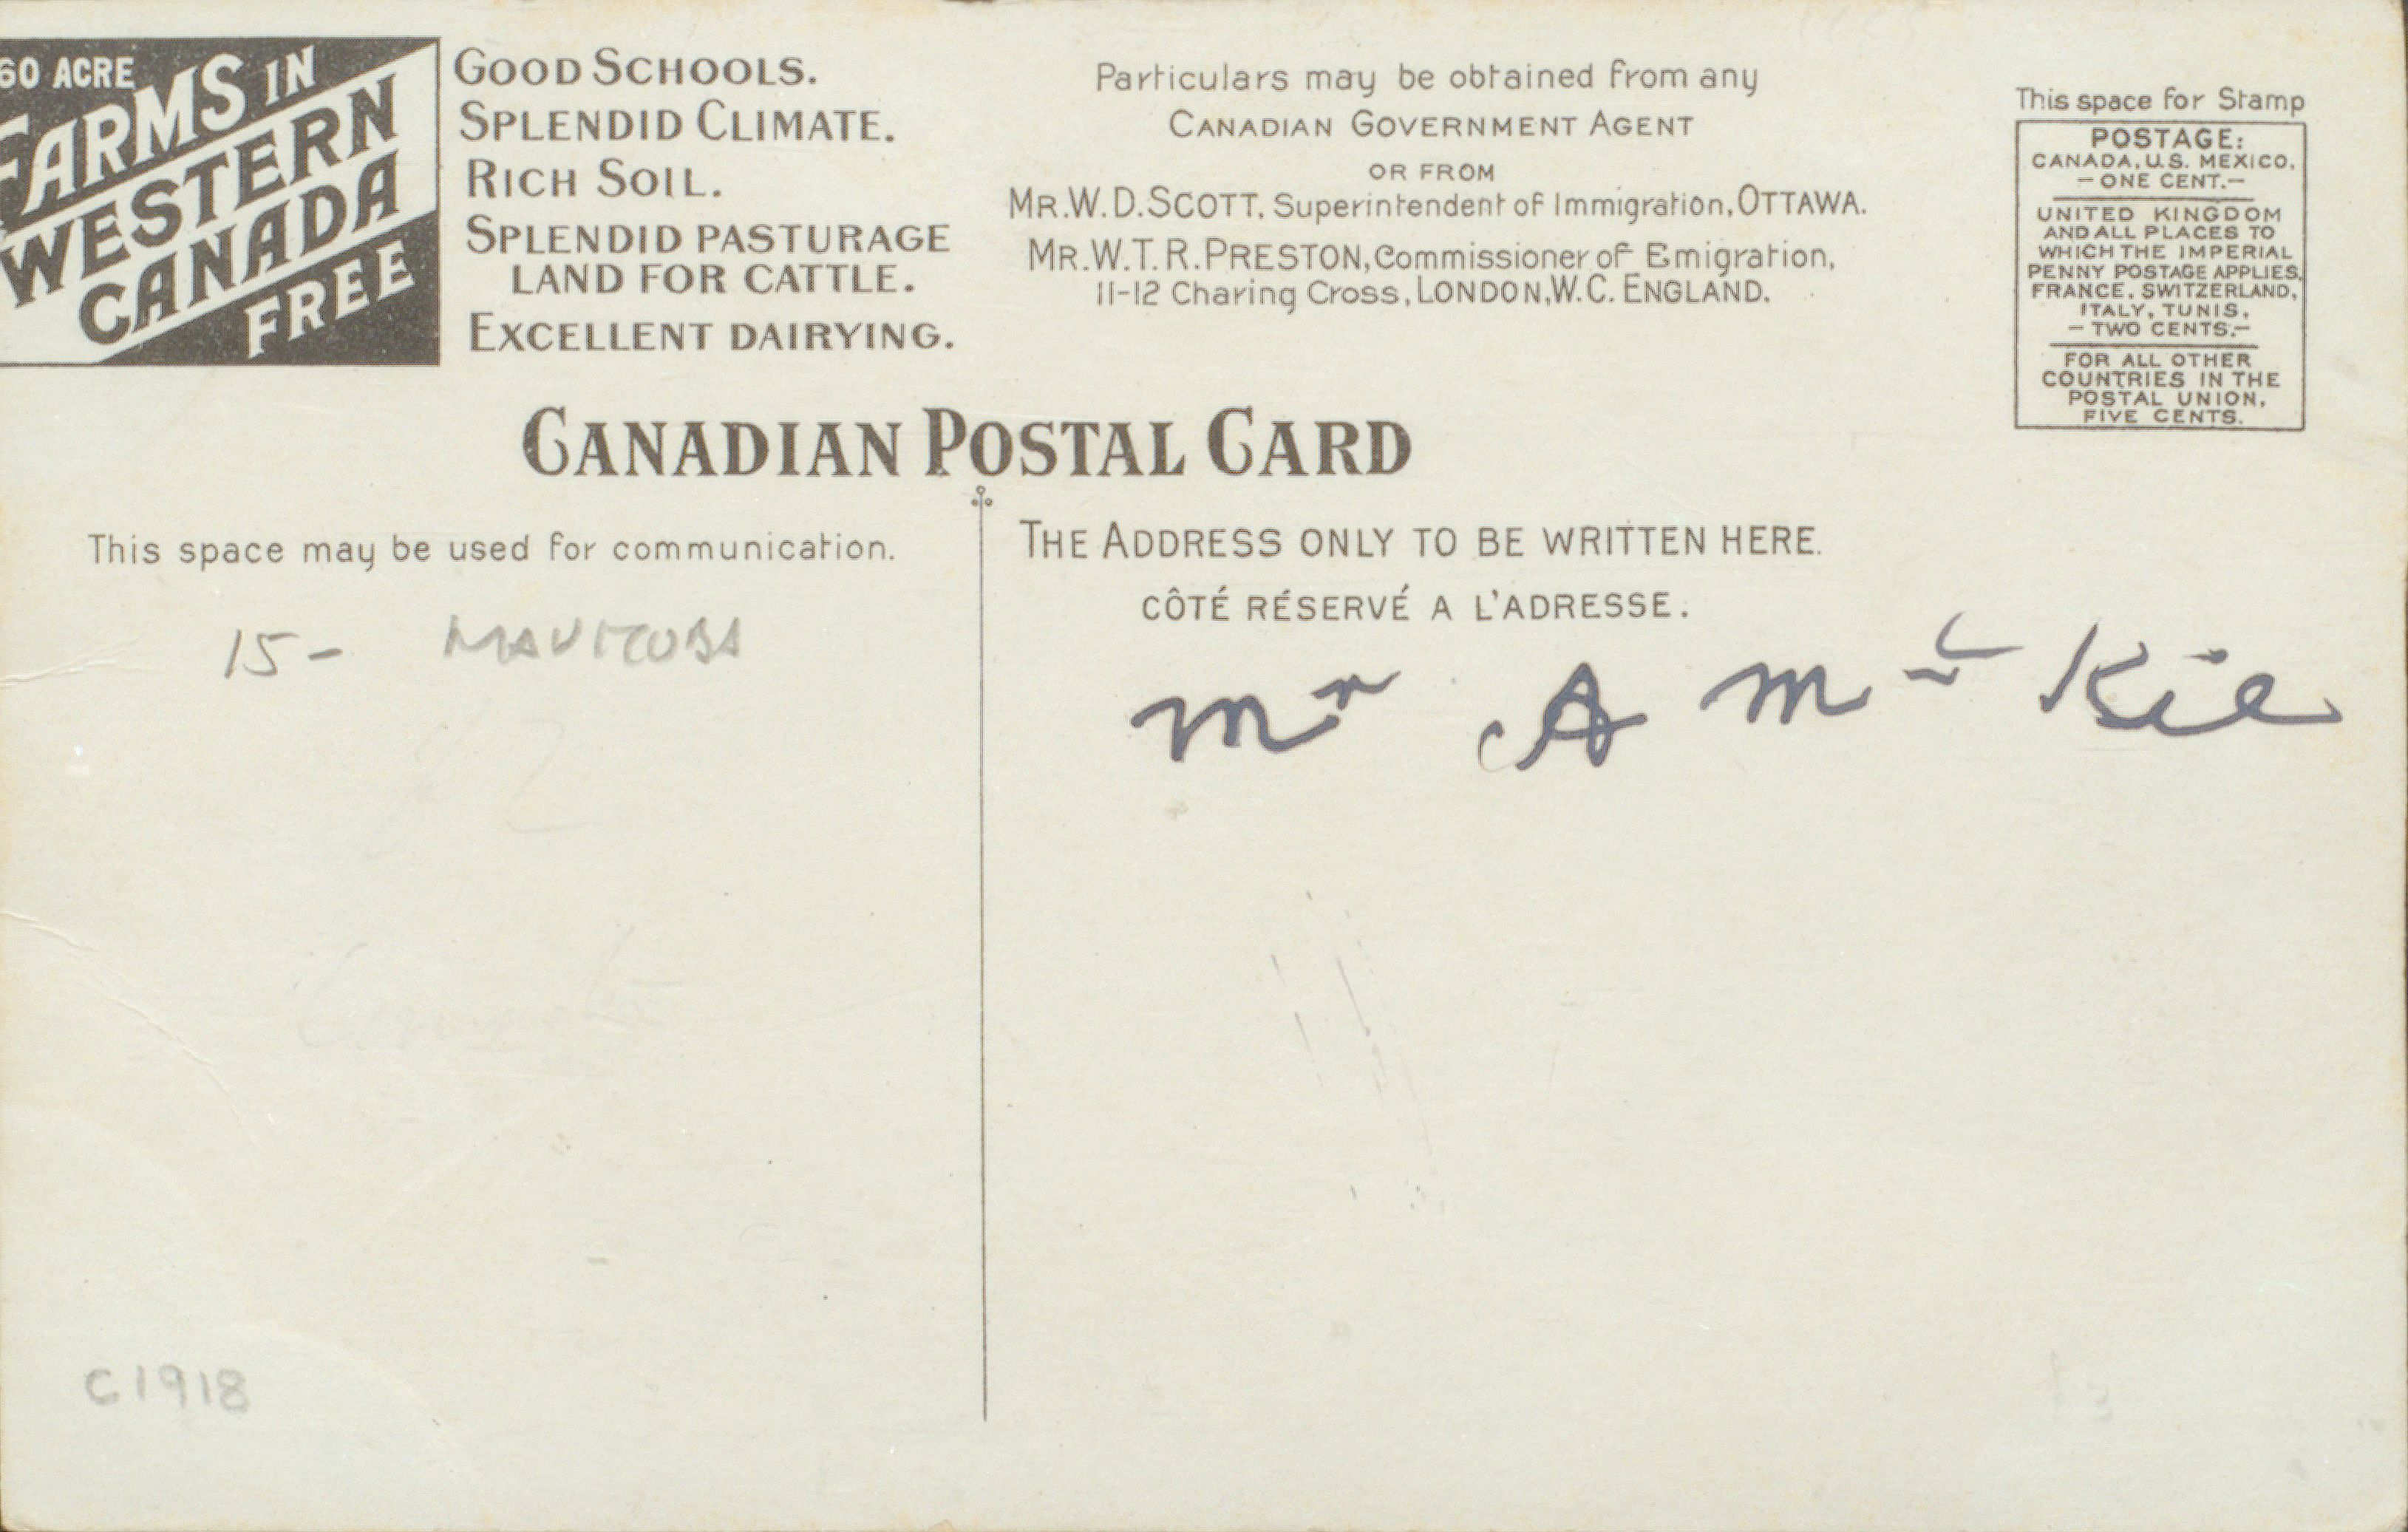 60 ACRE
FARMS IN
WESTERN
CANADA
FREE
GOOD SCHOOLS.
SPLENDID CLIMATE.
RICH SOIL.
SPLENDID PASTURAGE
LAND FOR CATTLE.
EXCELLENT DAIRYING.
Particulars may be obtained from any
CANADIAN GOVERNMENT AGENT
OR FROM
MR. W. D. SCOTT, Superintendent of Immigration, OTTAWA.
MR. W. T. R. PRESTON, Commissioner of Emigration,
11-12 Charing Cross, LONDON, W.C. ENGLAND.
This space for Stamp
POSTAGE:
CANADA, U.S. MEXICO.
- ONE CENT. -
UNITED KINGDOM
AND ALL PLACES TO
WHICH THE IMPERIAL
PENNY POSTAGE APPLIES,
FRANCE, SWITZERLAND,
ITALY, TUNIS,
- TWO CENTS. -
FOR ALL OTHER
COUNTRIES IN THE
POSTAL UNION,
FIVE CENTS.
CANADIAN POSTAL CARD
This space may be used for communication.
15- MANITOBA
C1918
THE ADDRESS ONLY TO BE WRITTEN HERE.
CÔTÉ RÉSERVÉ A L'ADRESSE.
Mr A McKie